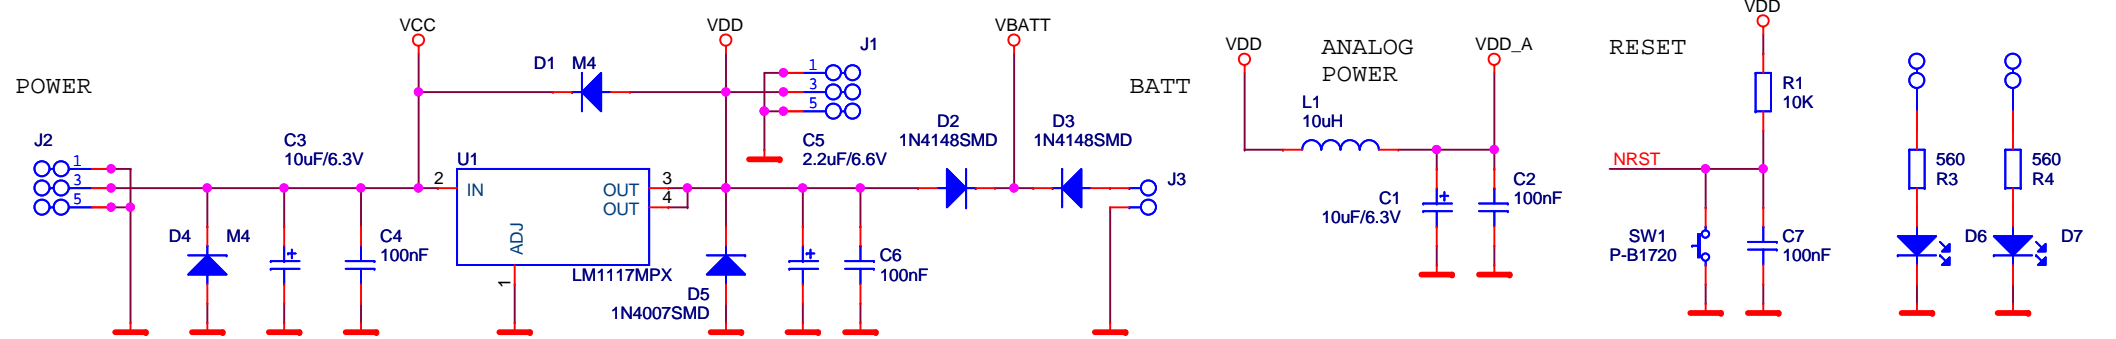 POWER
J2
1
3
5
D4 M4
C3
10uF/6.3V
C4
100nF
VCC
D1 M4
U1
2
IN
OUT
OUT
3
4
ADJ
1
LM1117MPX
VDD
J1
1
3
5
C5
2.2uF/6.6V
D5
1N4007SMD
C6
100nF
D2
1N4148SMD
VBATT
D3
1N4148SMD
BATT
J3
VDD
ANALOG
POWER
VDD_A
L1
10uH
C1
10uF/6.3V
C2
100nF
RESET
VDD
R1
10K
NRST
SW1
P-B1720
C7
100nF
560
R3
D6
560
R4
D7